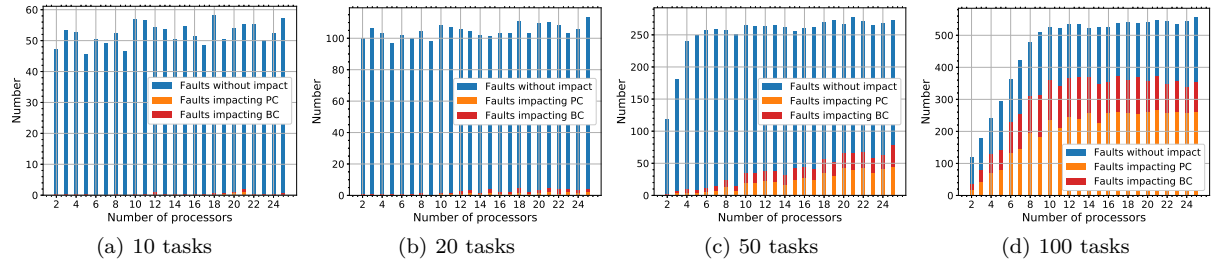 60
50
40
30
20
10
0
Number
Faults without impact
Faults impacting PC
Faults impacting BC
2 4 6 8 10 12 14 16 18 20 22 24
Number of processors
(a) 10 tasks
100
80
60
40
20
0
Number
Faults without impact
Faults impacting PC
Faults impacting BC
2 4 6 8 10 12 14 16 18 20 22 24
Number of processors
(b) 20 tasks
250
200
150
100
50
0
Number
Faults without impact
Faults impacting PC
Faults impacting BC
2 4 6 8 10 12 14 16 18 20 22 24
Number of processors
(c) 50 tasks
500
400
300
200
100
0
Number
Faults without impact
Faults impacting PC
Faults impacting BC
2 4 6 8 10 12 14 16 18 20 22 24
Number of processors
(d) 100 tasks